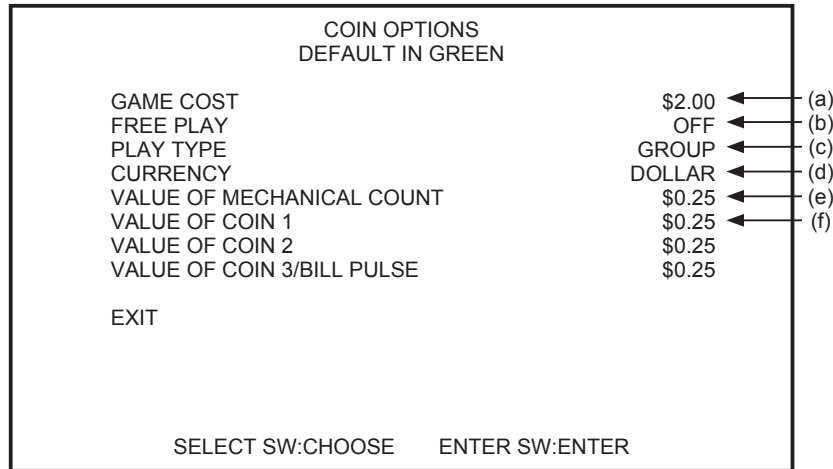 COIN OPTIONS
DEFAULT IN GREEN
GAME COST $2.00 (a)
FREE PLAY OFF (b)
PLAY TYPE GROUP (c)
CURRENCY DOLLAR (d)
VALUE OF MECHANICAL COUNT $0.25 (e)
VALUE OF COIN 1 $0.25 (f)
VALUE OF COIN 2 $0.25
VALUE OF COIN 3/BILL PULSE $0.25
EXIT
SELECT SW:CHOOSE ENTER SW:ENTER